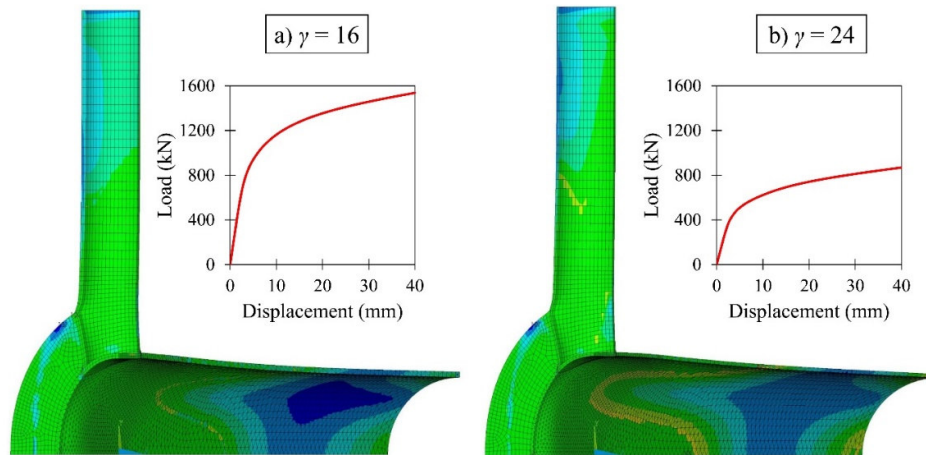 a) γ = 16
1600
1200
800
400
0
Load (kN)
0 10 20 30 40
Displacement (mm)
b) γ = 24
1600
1200
800
400
0
Load (kN)
0 10 20 30 40
Displacement (mm)